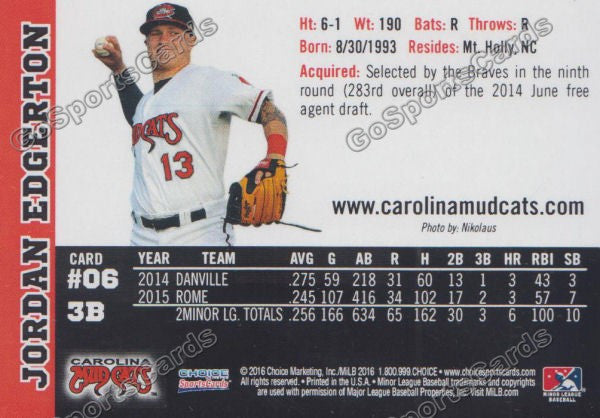 JORDAN EDGERTON
Ht: 6-1 Wt: 190 Bats: R Throws: R
Born: 8/30/1993 Resides: Mt. Holly, NC
Acquired: Selected by the Braves in the ninth
round (283rd overall) of the 2014 June free
agent draft.
MUDCATS
13
www.carolinamudcats.com
Photo by: Nikolaus
CARD
#06
3B
YEAR TEAM AVG G AB R H 2B 3B HR RBI SB
2014 DANVILLE .275 59 218 31 60 13 1 3 43 3
2015 ROME .245 107 416 34 102 17 2 3 57 7
2 MINOR LG. TOTALS .256 166 634 65 162 30 3 6 100 10
CAROLINA
MUDCATS
CHOICE
SportsCards
©2016 Choice Marketing, Inc./MiLB 2016 1.800.999.CHOICE • www.choicesportscards.com
All rights reserved. • Printed in the U.S.A. • Minor League Baseball trademarks and copyrights
are used with permission of Major League Baseball Properties, Inc. Visit MiLB.com
MINOR LEAGUE
BASEBALL
GoSportsCards
GoSportsCards
GoSportsCards
GoSportsCards